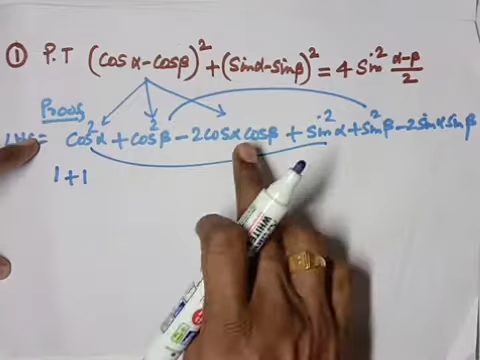 ① P.T (Cosα-Cosβ)² + (Sinα-Sinβ)² = 4 Sin² α-β/2
Proof:
LHS = Cos²α + Cos²β - 2Cosα Cosβ + Sin²α + Sin²β - 2Sinα Sinβ
1 + 1